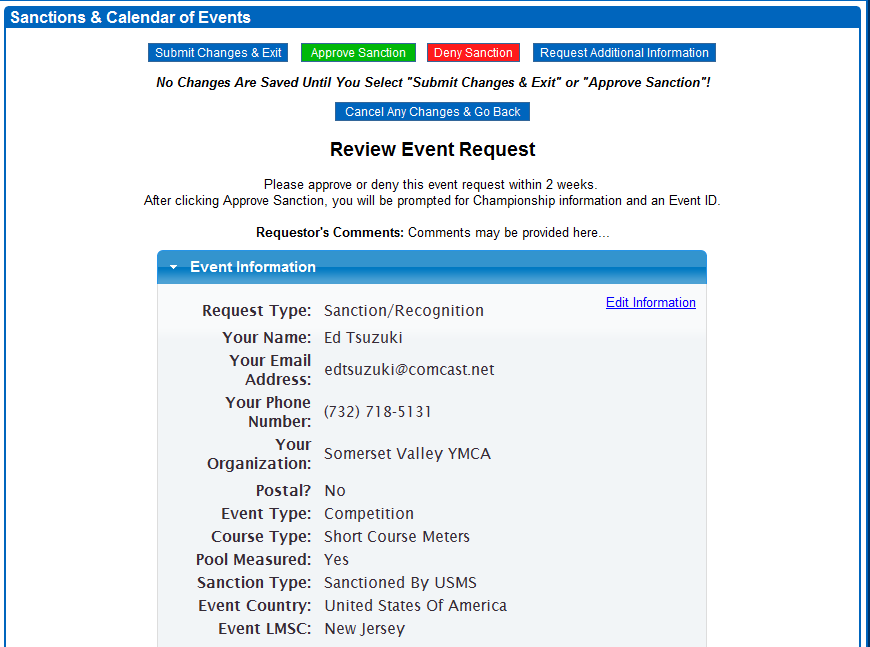 Sanctions & Calendar of Events
Submit Changes & Exit Approve Sanction Deny Sanction Request Additional Information
No Changes Are Saved Until You Select "Submit Changes & Exit" or "Approve Sanction"!
Cancel Any Changes & Go Back
Review Event Request
Please approve or deny this event request within 2 weeks.
After clicking Approve Sanction, you will be prompted for Championship information and an Event ID.
Requestor's Comments: Comments may be provided here...
Event Information
Edit Information
Request Type: Sanction/Recognition
Your Name: Ed Tsuzuki
Your Email
Address: edtsuzuki@comcast.net
Your Phone
Number: (732) 718-5131
Your
Organization: Somerset Valley YMCA
Postal? No
Event Type: Competition
Course Type: Short Course Meters
Pool Measured: Yes
Sanction Type: Sanctioned By USMS
Event Country: United States Of America
Event LMSC: New Jersey